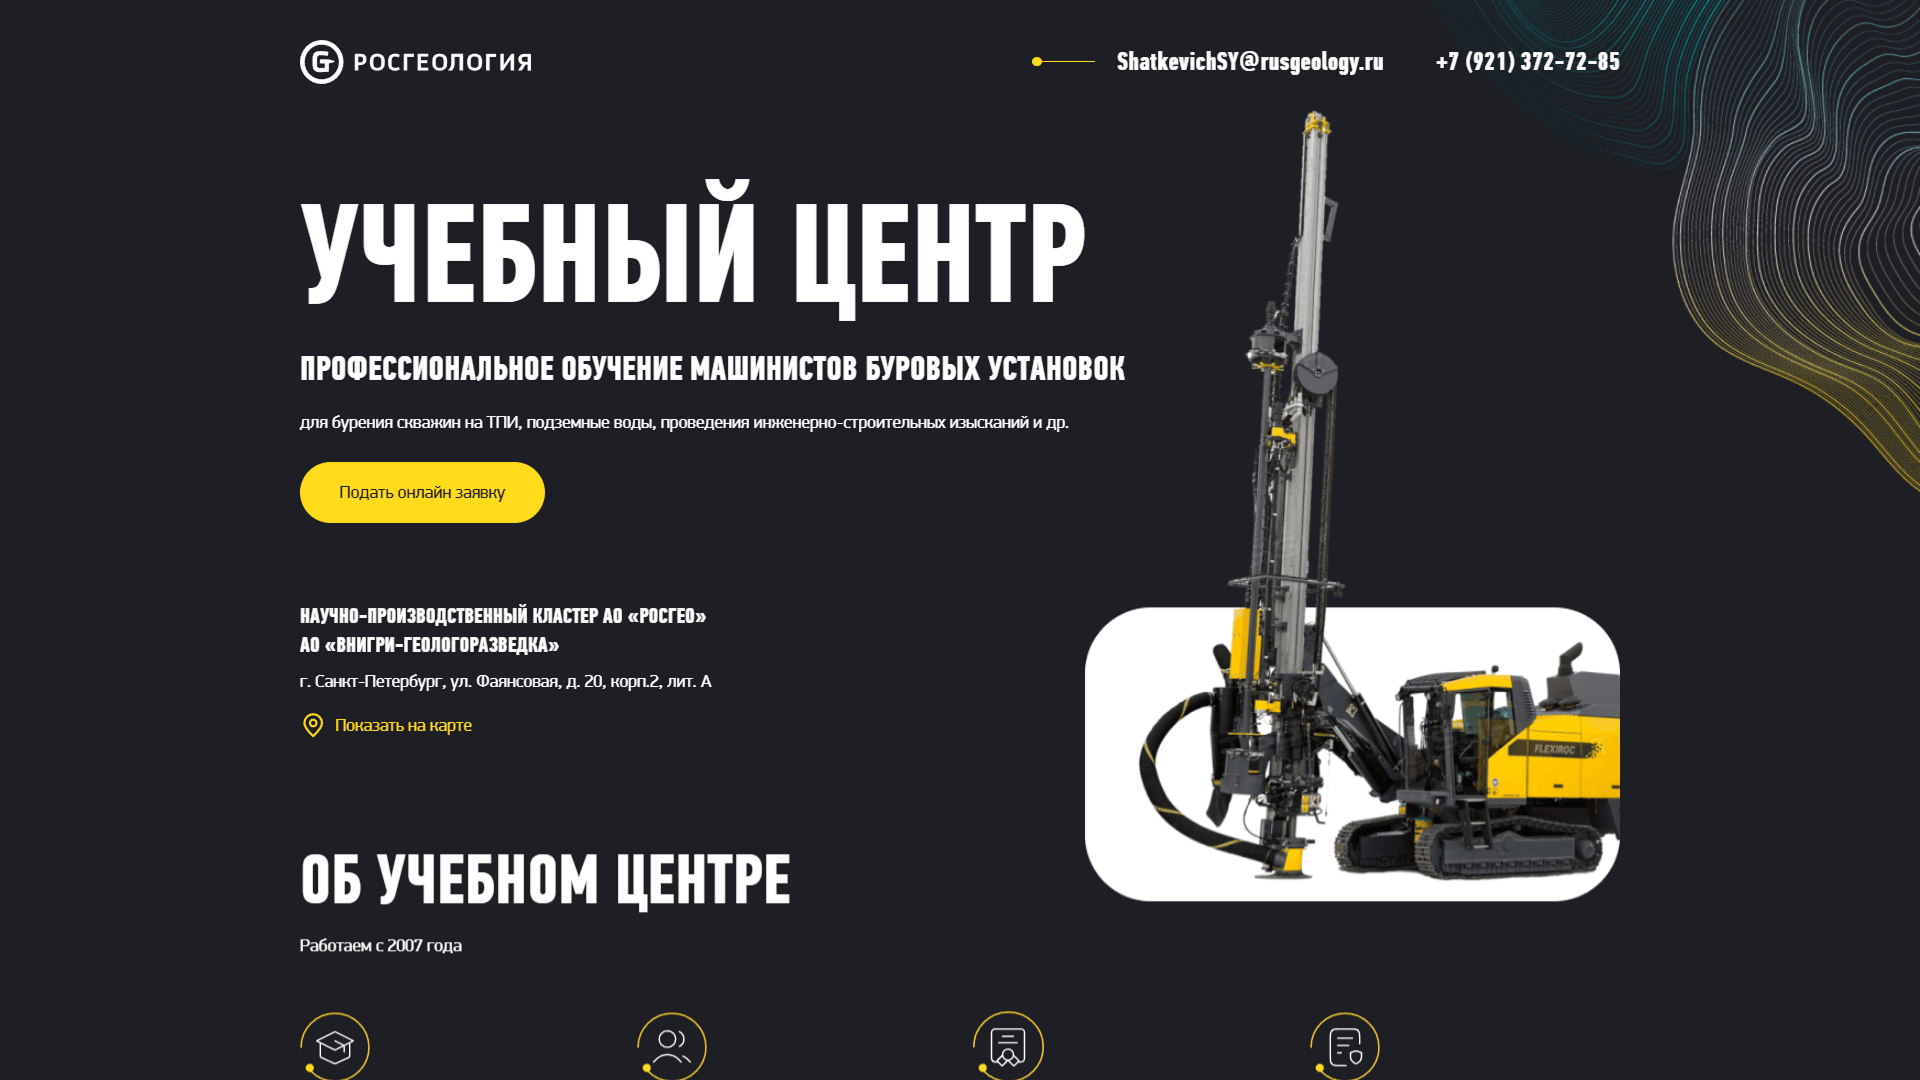 РОСГЕОЛОГИЯ
ShatkevichSY@rusgeology.ru
+7 (921) 372-72-85
УЧЕБНЫЙ ЦЕНТР
ПРОФЕССИОНАЛЬНОЕ ОБУЧЕНИЕ МАШИНИСТОВ БУРОВЫХ УСТАНОВОК
для бурения скважин на ТПИ, подземные воды, проведения инженерно-строительных изысканий и др.
Подать онлайн заявку
НАУЧНО-ПРОИЗВОДСТВЕННЫЙ КЛАСТЕР АО «РОСГЕО»
АО «ВНИГРИ-ГЕОЛОГОРАЗВЕДКА»
г. Санкт-Петербург, ул. Фаянсовая, д. 20, корп.2, лит. А
Показать на карте
FLEXIROC
ОБ УЧЕБНОМ ЦЕНТРЕ
Работаем с 2007 года